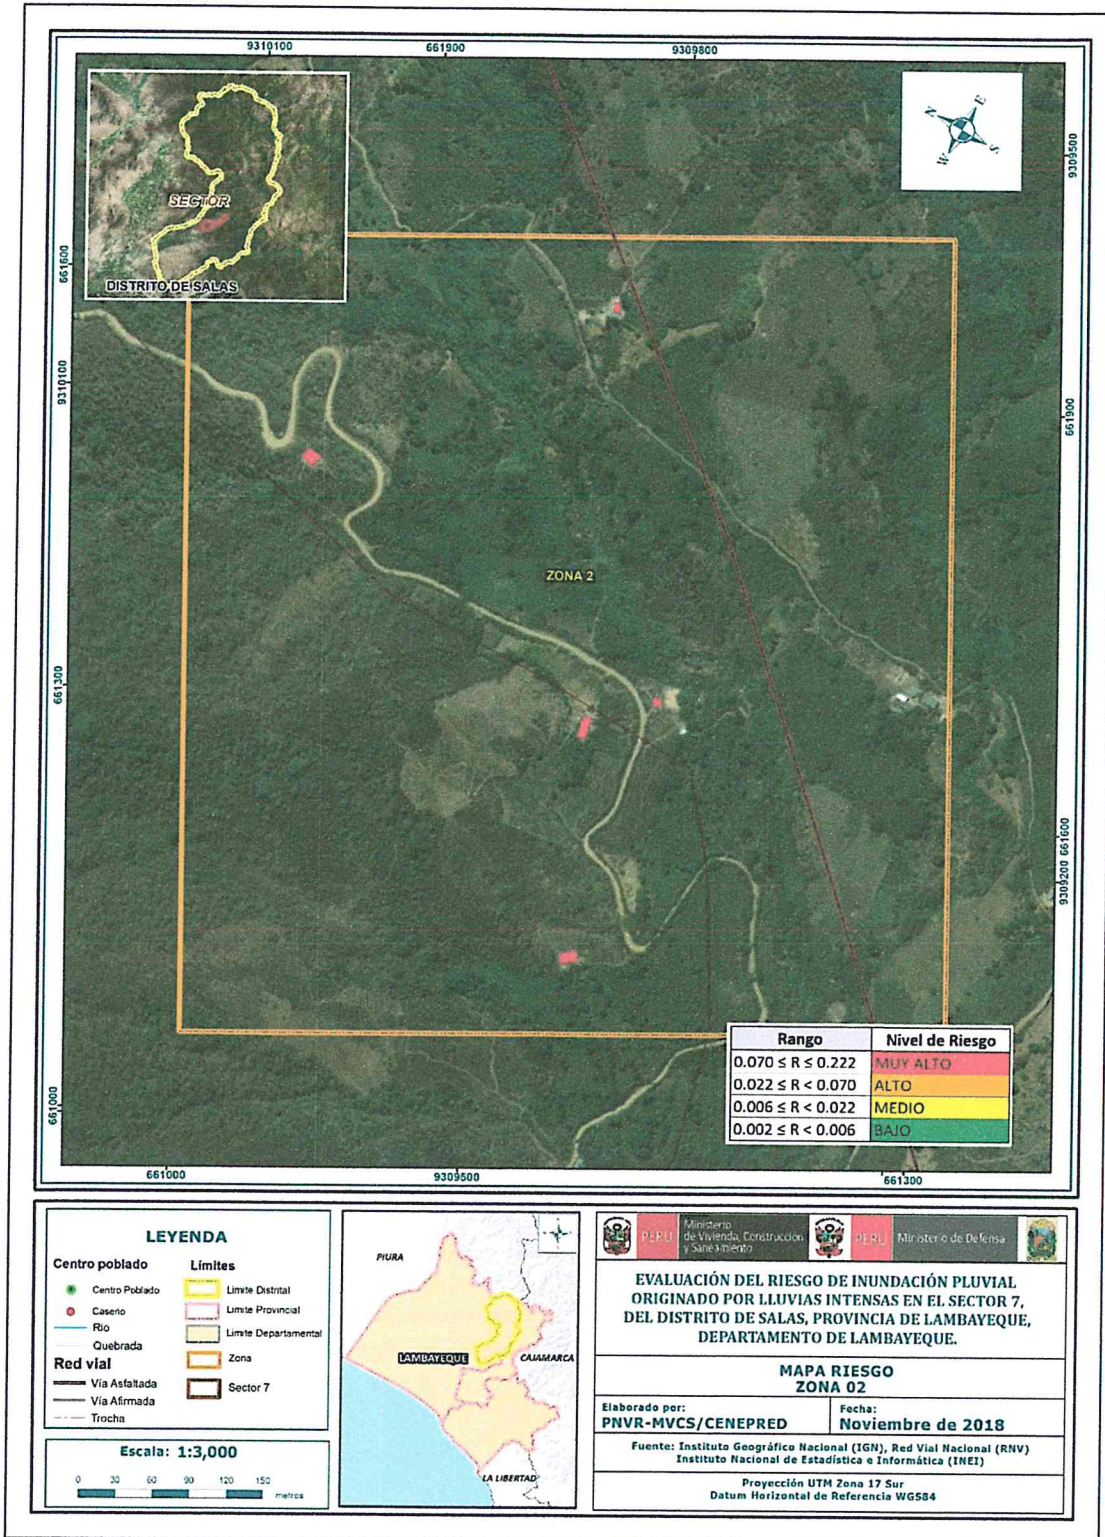 9310100 661900 9309800
N
E
W
S
SECTOR
DISTRITO DE SALAS
9309500
661600
9310100
661900
ZONA 2
661300
9309200 661600
661000
Rango Nivel de Riesgo
0.070 ≤ R ≤ 0.222 MUY ALTO
0.022 ≤ R < 0.070 ALTO
0.006 ≤ R < 0.022 MEDIO
0.002 ≤ R < 0.006 BAJO
661000 9309500 661300
LEYENDA
Centro poblado
Centro Poblado
Caserio
Rio
Quebrada
Red vial
Vía Asfaltada
Vía Afirmada
Trocha
Límites
Limite Distrital
Limite Provincial
Limite Departamental
Zona
Sector 7
Escala: 1:3,000
0 30 60 90 120 150
metros
PIURA
LAMBAYEQUE
CAJAMARCA
LA LIBERTAD
PERÚ
Ministerio
de Vivienda, Construcción
y Saneamiento
PERÚ
Ministerio de Defensa
EVALUACIÓN DEL RIESGO DE INUNDACIÓN PLUVIAL
ORIGINADO POR LLUVIAS INTENSAS EN EL SECTOR 7,
DEL DISTRITO DE SALAS, PROVINCIA DE LAMBAYEQUE,
DEPARTAMENTO DE LAMBAYEQUE.
MAPA RIESGO
ZONA 02
Elaborado por:
PNVR-MVCS/CENEPRED
Fecha:
Noviembre de 2018
Fuente: Instituto Geográfico Nacional (IGN), Red Vial Nacional (RNV)
Instituto Nacional de Estadística e Informática (INEI)
Proyección UTM Zona 17 Sur
Datum Horizontal de Referencia WGS84